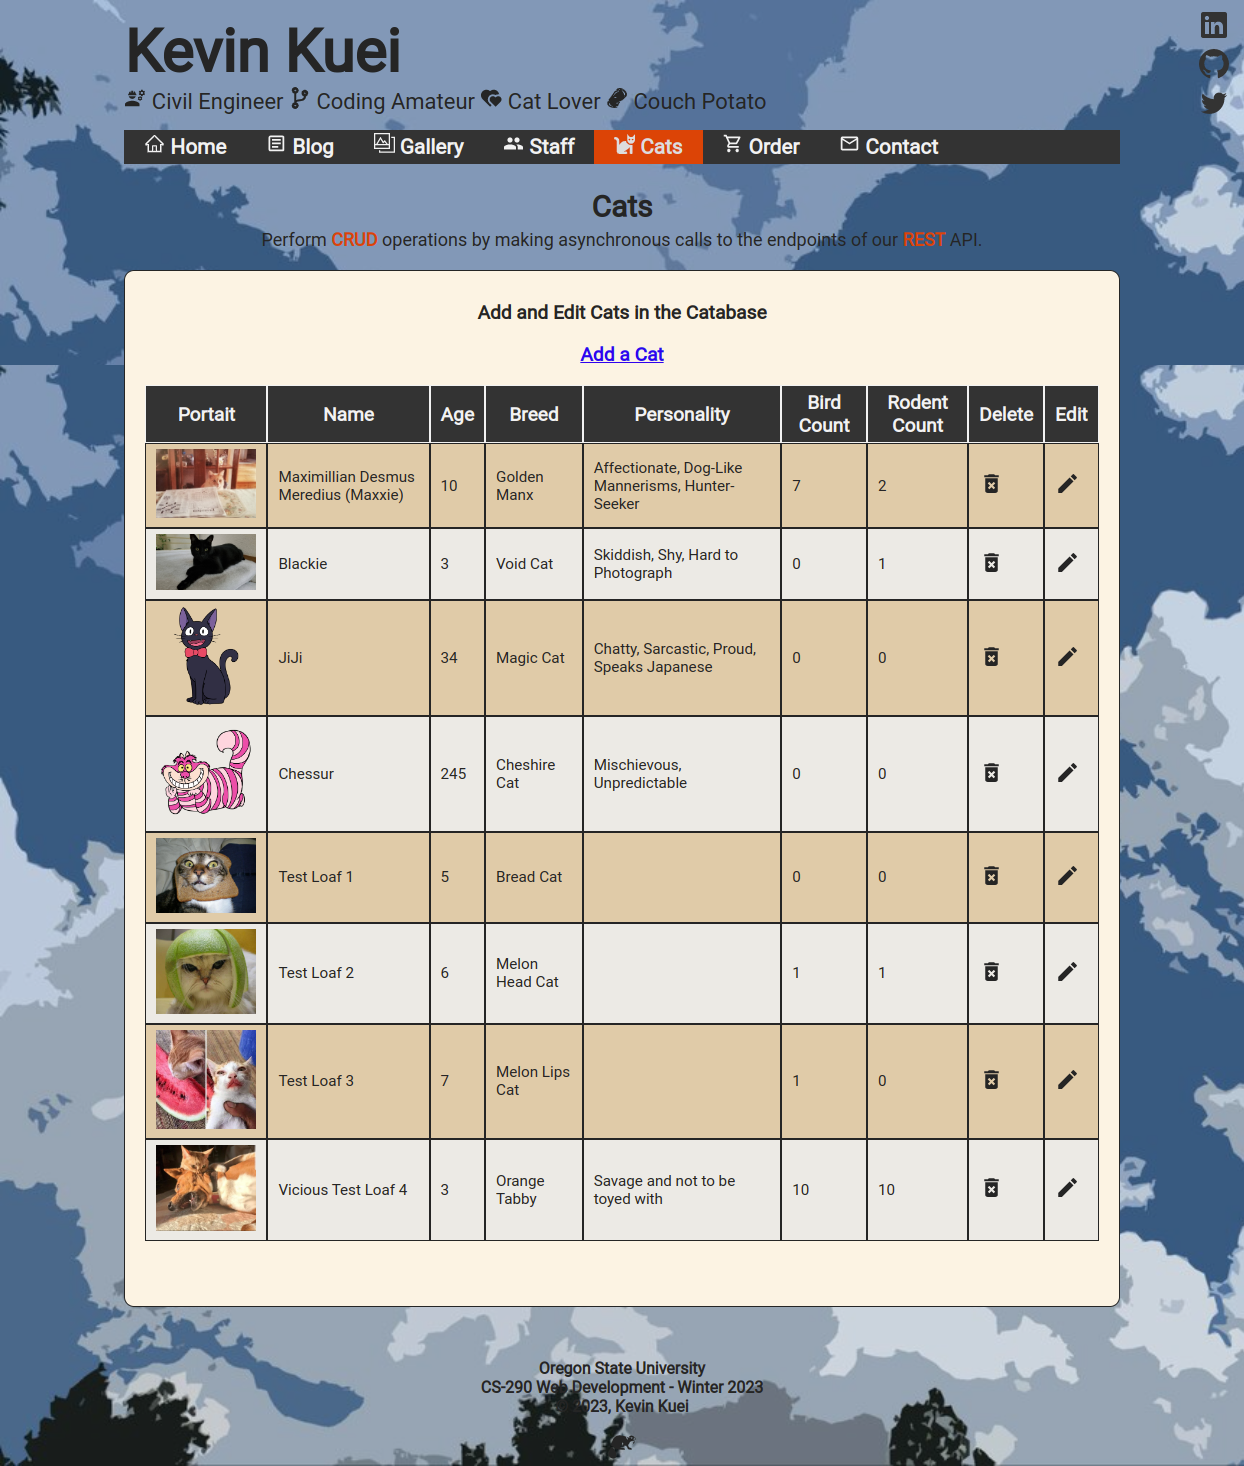 Kevin Kuei
Civil Engineer Coding Amateur Cat Lover Couch Potato
Home Blog Gallery Staff Cats Order Contact
Cats
Perform CRUD operations by making asynchronous calls to the endpoints of our REST API.
Add and Edit Cats in the Catabase
Add a Cat
Portait Name Age Breed Personality Bird Count Rodent Count Delete Edit
Maximillian Desmus Meredius (Maxxie) 10 Golden Manx Affectionate, Dog-Like Mannerisms, Hunter-Seeker 7 2
Blackie 3 Void Cat Skiddish, Shy, Hard to Photograph 0 1
JiJi 34 Magic Cat Chatty, Sarcastic, Proud, Speaks Japanese 0 0
Chessur 245 Cheshire Cat Mischievous, Unpredictable 0 0
Test Loaf 1 5 Bread Cat 0 0
Test Loaf 2 6 Melon Head Cat 1 1
Test Loaf 3 7 Melon Lips Cat 1 0
Vicious Test Loaf 4 3 Orange Tabby Savage and not to be toyed with 10 10
Oregon State University
CS-290 Web Development - Winter 2023
2023, Kevin Kuei